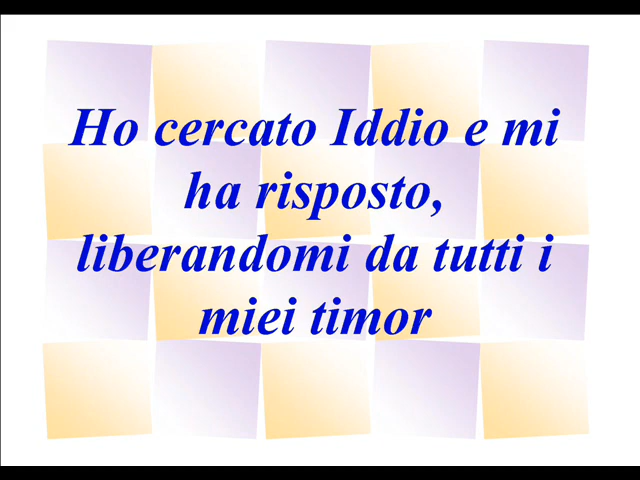 Ho cercato Iddio e mi
ha risposto,
liberandomi da tutti i
miei timor